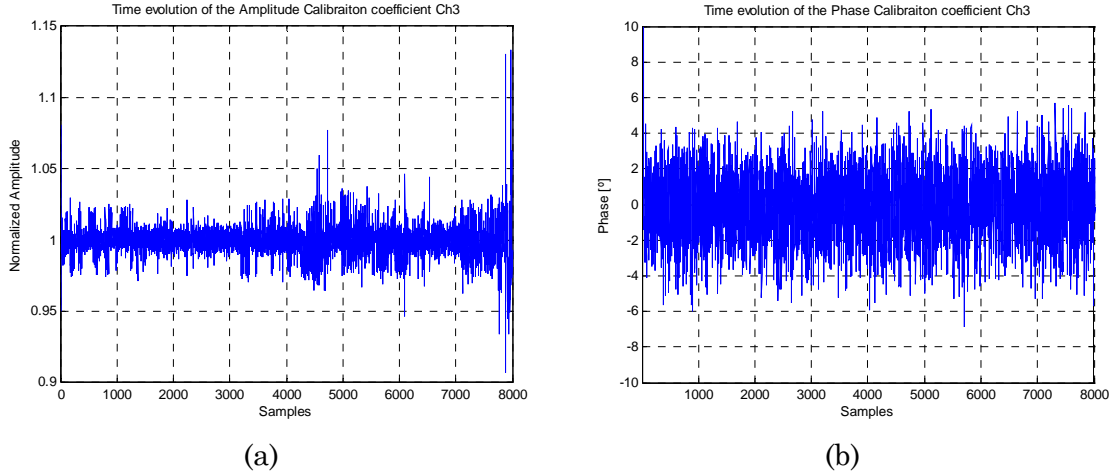 Time evolution of the Amplitude Calibraiton coefficient Ch3
1.15
1.1
1.05
1
0.95
0.9
Normalized Amplitude
0 1000 2000 3000 4000 5000 6000 7000 8000
Samples
(a)
Time evolution of the Phase Calibraiton coefficient Ch3
10
8
6
4
2
0
-2
-4
-6
-8
-10
Phase [º]
1000 2000 3000 4000 5000 6000 7000 8000
Samples
(b)